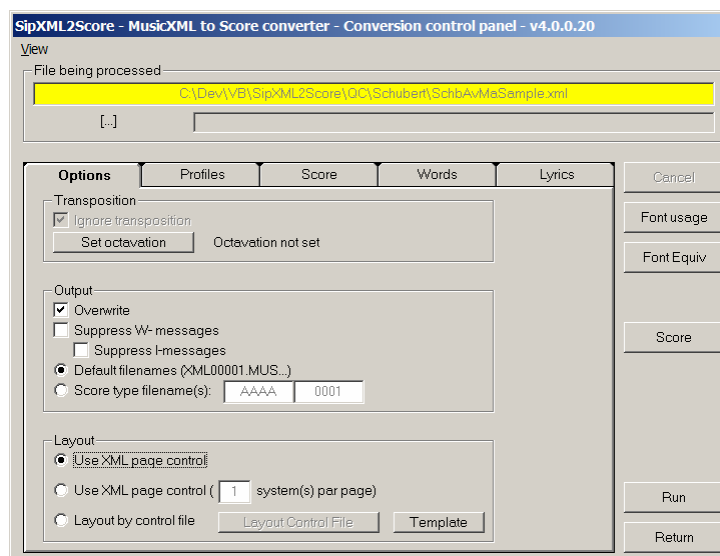 SipXML2Score - MusicXML to Score converter - Conversion control panel - v4.0.0.20
View
File being processed
C:\Dev\VB\SipXML2Score\QC\Schubert\SchbAvMaSample.xml
[...]
Options Profiles Score Words Lyrics
Cancel
Font usage
Font Equiv
Score
Run
Return
Transposition
Ignore transposition
Set octavation Octavation not set
Output
Overwrite
Suppress W- messages
Suppress I-messages
Default filenames (XML00001.MUS...)
Score type filename(s): AAAA 0001
Layout
Use XML page control
Use XML page control ( 1 system(s) par page)
Layout by control file Layout Control File Template